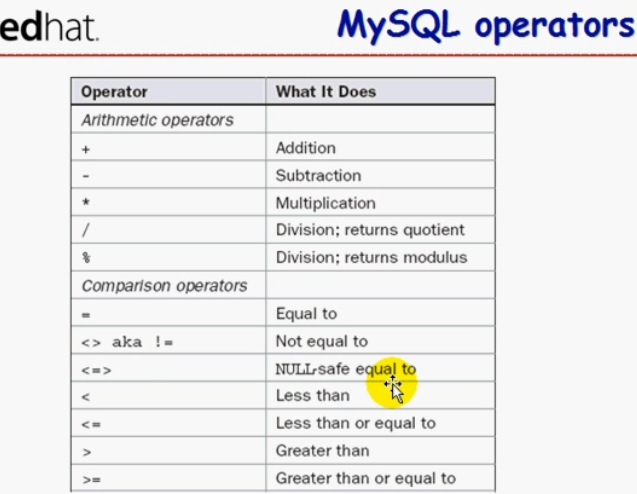 edhat.
MySQL operators
Operator What It Does
Arithmetic operators
+ Addition
- Subtraction
* Multiplication
/ Division; returns quotient
% Division; returns modulus
Comparison operators
= Equal to
<> aka != Not equal to
<=> NULL-safe equal to
< Less than
<= Less than or equal to
> Greater than
>= Greater than or equal to